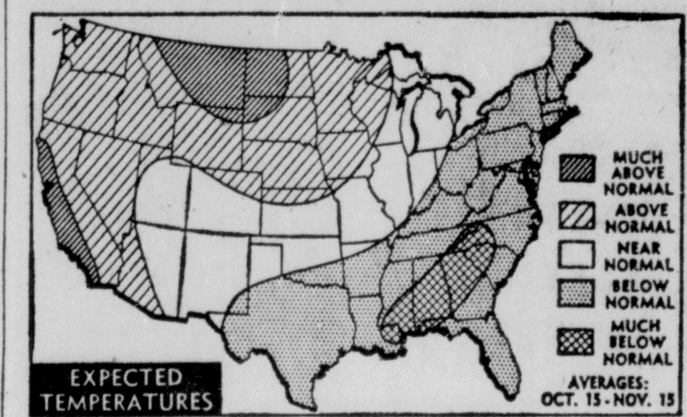 MUCH
ABOVE
NORMAL
ABOVE
NORMAL
NEAR
NORMAL
BELOW
NORMAL
MUCH
BELOW
NORMAL
EXPECTED
TEMPERATURES
AVERAGES:
OCT. 15 - NOV. 15